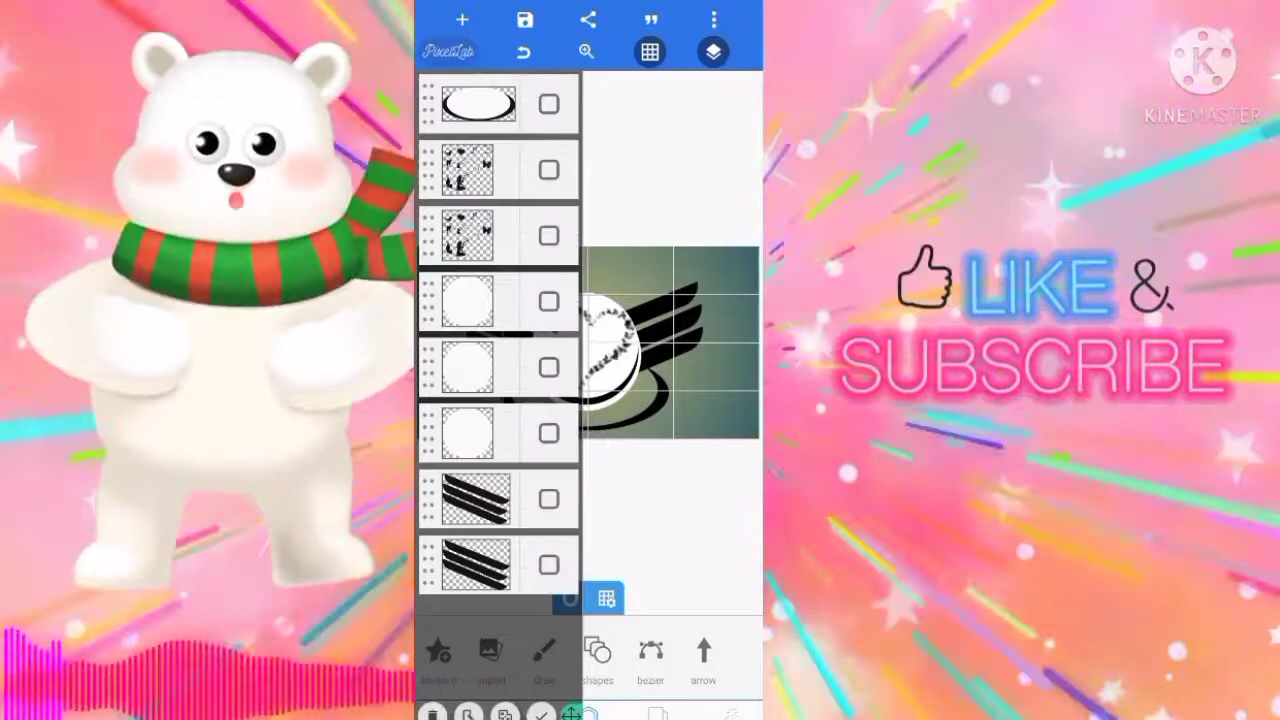 PixelLab
KINEMASTER
LIKE &
SUBSCRIBE
import
draw
shapes
bezier
arrow